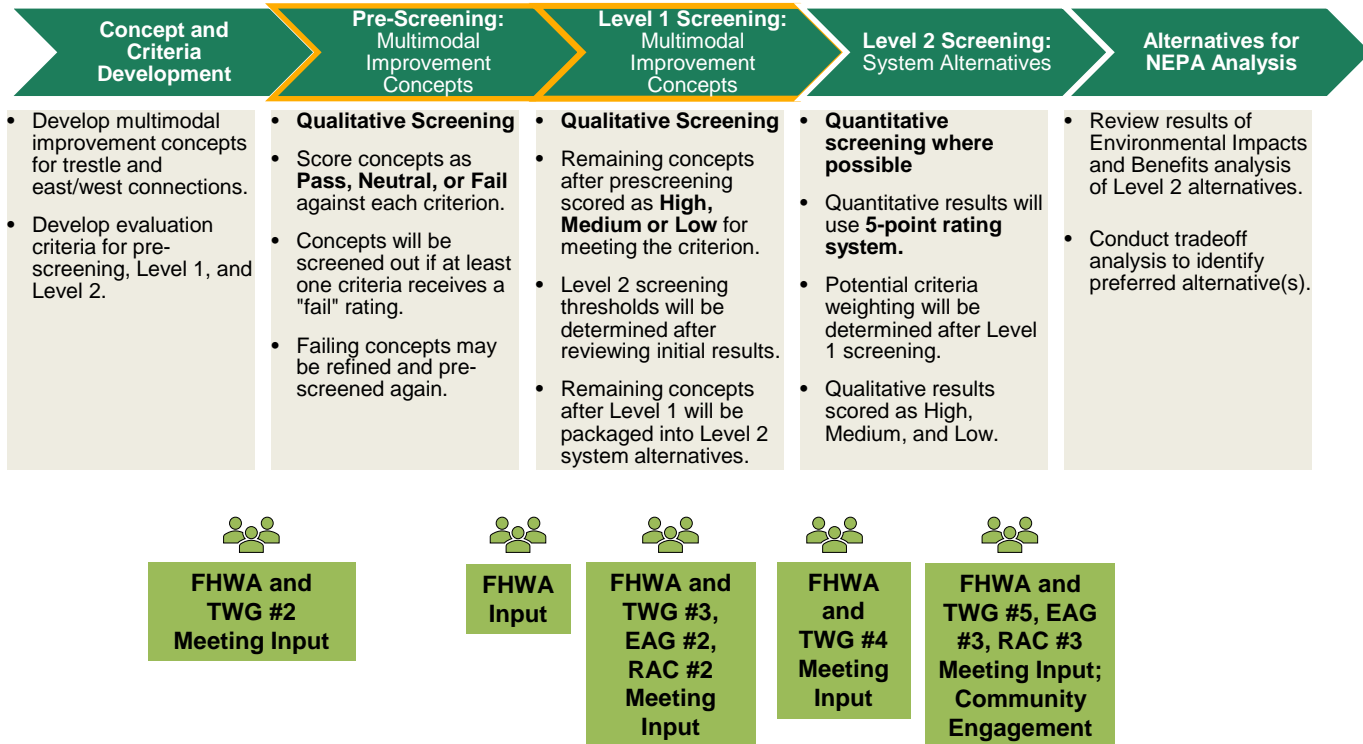 Concept and
Criteria
Development
Pre-Screening:
Multimodal
Improvement
Concepts
Level 1 Screening:
Multimodal
Improvement
Concepts
Level 2 Screening:
System Alternatives
Alternatives for
NEPA Analysis
• Develop multimodal
improvement concepts
for trestle and
east/west connections.
• Develop evaluation
criteria for pre-
screening, Level 1, and
Level 2.
• Qualitative Screening
• Score concepts as
Pass, Neutral, or Fail
against each criterion.
• Concepts will be
screened out if at least
one criteria receives a
"fail" rating.
• Failing concepts may
be refined and pre-
screened again.
• Qualitative Screening
• Remaining concepts
after prescreening
scored as High,
Medium or Low for
meeting the criterion.
• Level 2 screening
thresholds will be
determined after
reviewing initial results.
• Remaining concepts
after Level 1 will be
packaged into Level 2
system alternatives.
• Quantitative
screening where
possible
• Quantitative results will
use 5-point rating
system.
• Potential criteria
weighting will be
determined after Level
1 screening.
• Qualitative results
scored as High,
Medium, and Low.
• Review results of
Environmental Impacts
and Benefits analysis
of Level 2 alternatives.
• Conduct tradeoff
analysis to identify
preferred alternative(s).
FHWA and
TWG #2
Meeting Input
FHWA
Input
FHWA and
TWG #3,
EAG #2,
RAC #2
Meeting
Input
FHWA
and
TWG #4
Meeting
Input
FHWA and
TWG #5, EAG
#3, RAC #3
Meeting Input;
Community
Engagement